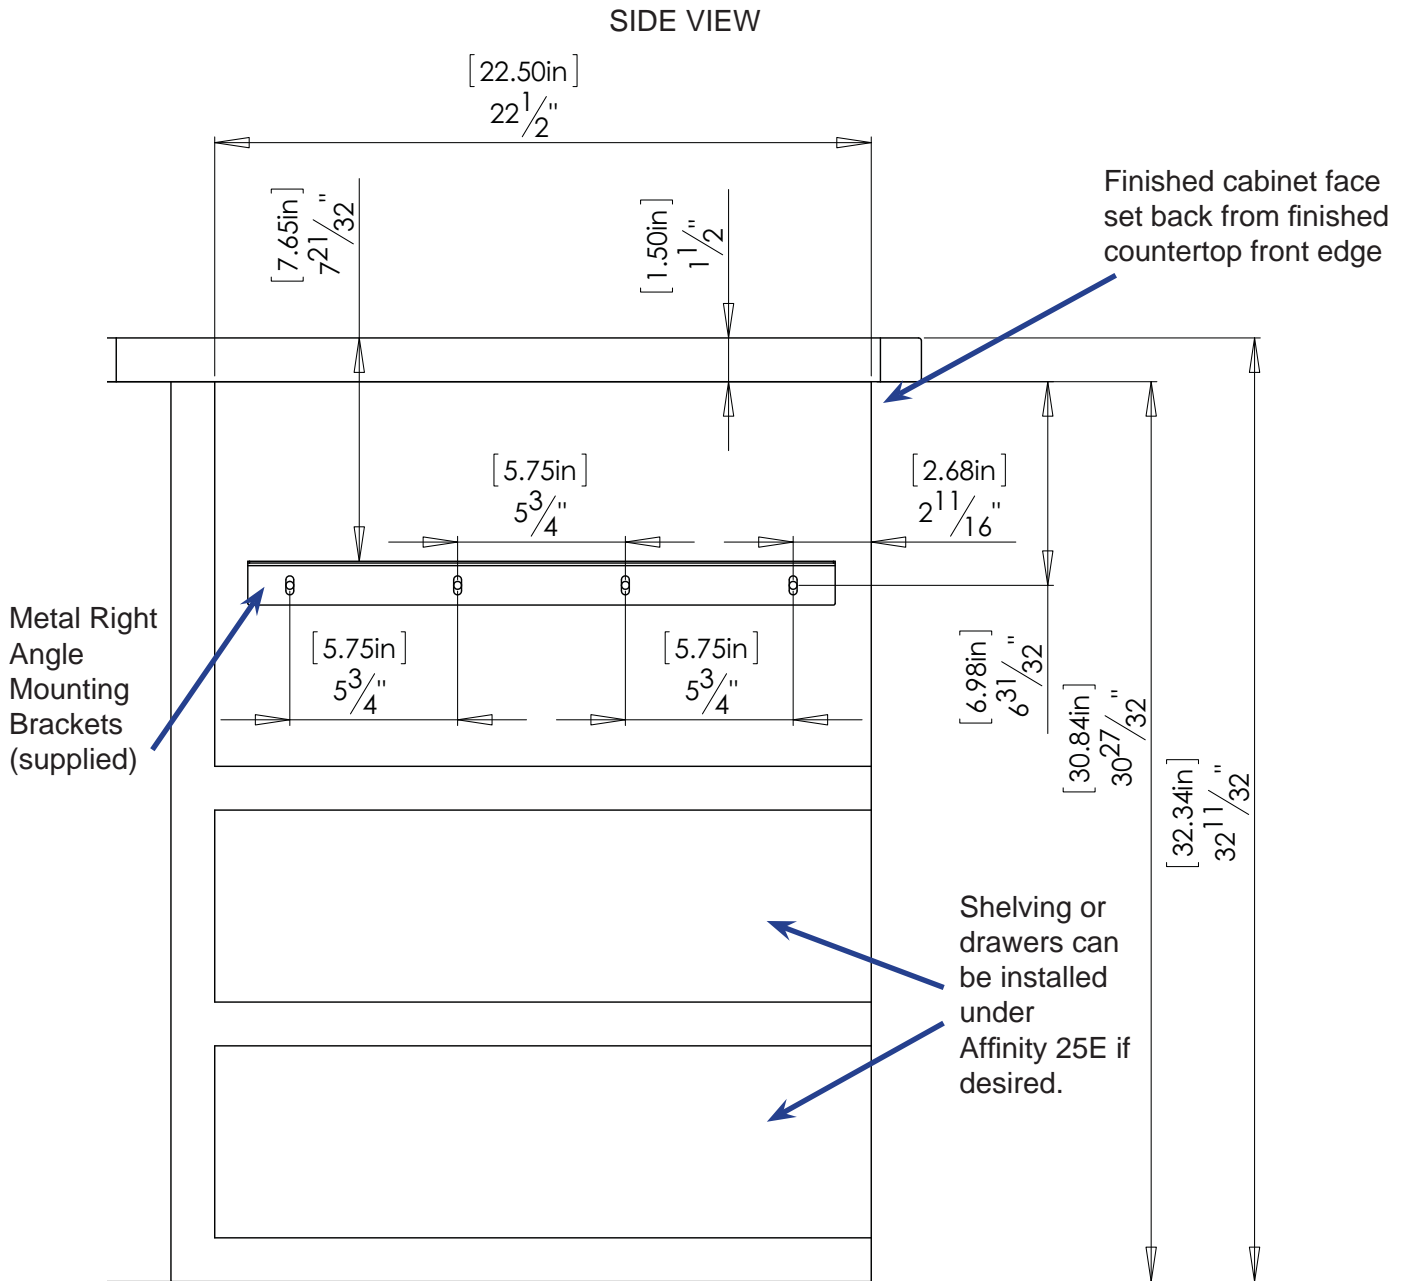 SIDE VIEW
[22.50in]
22 1/2"
[7.65in]
7 21/32"
[1.50in]
1 1/2"
Finished cabinet face
set back from finished
countertop front edge
[5.75in]
5 3/4"
[2.68in]
2 11/16"
Metal Right
Angle
Mounting
Brackets
(supplied)
[5.75in]
5 3/4"
[5.75in]
5 3/4"
[6.98in]
6 31/32"
[30.84in]
30 27/32"
[32.34in]
32 11/32"
Shelving or
drawers can
be installed
under
Affinity 25E if
desired.